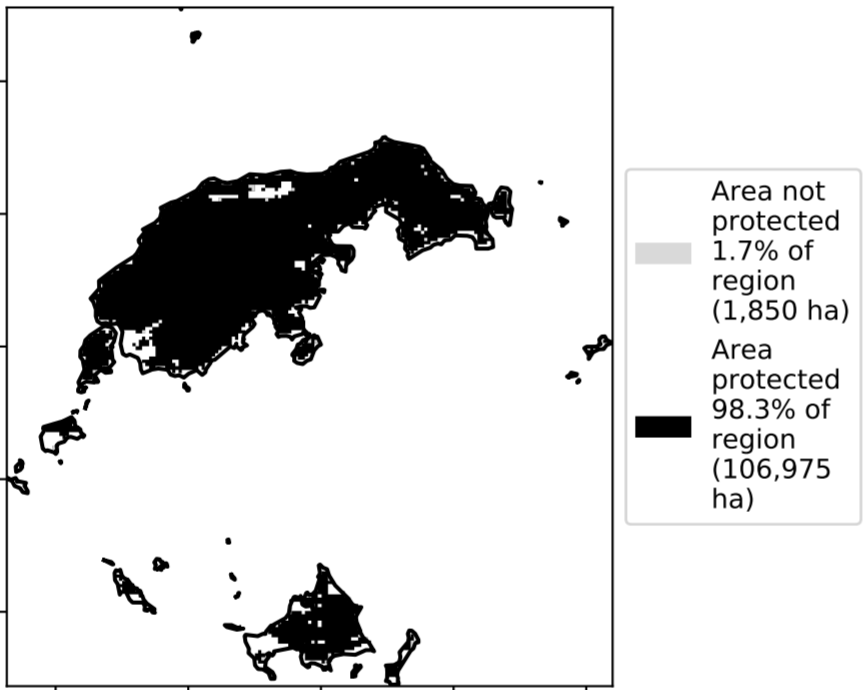 Area not
protected
1.7% of
region
(1,850 ha)
Area
protected
98.3% of
region
(106,975
ha)